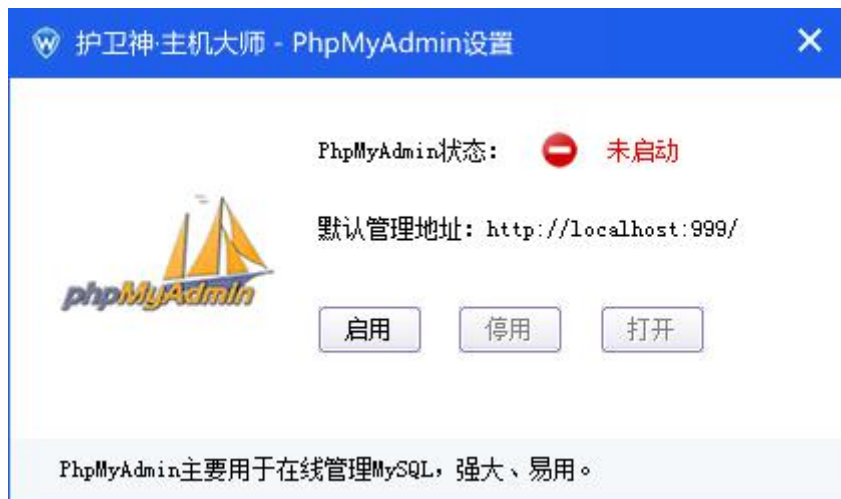 护卫神·主机大师 - PhpMyAdmin设置
PhpMyAdmin状态： 未启动
默认管理地址：http://localhost:999/
phpMyAdmin
启用 停用 打开
PhpMyAdmin主要用于在线管理MySQL，强大、易用。